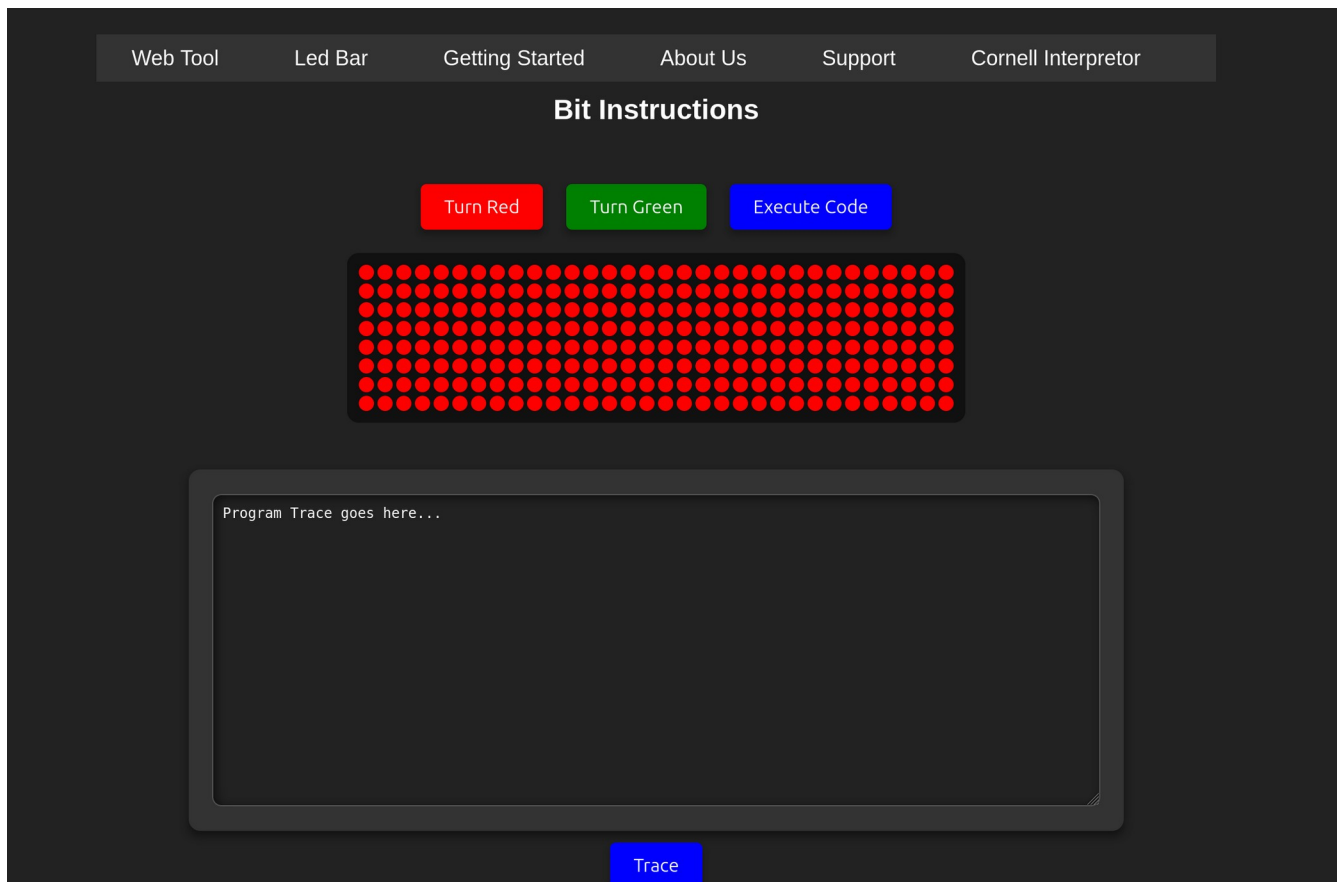 Web Tool Led Bar Getting Started About Us Support Cornell Interpretor
Bit Instructions
Turn Red Turn Green Execute Code
Program Trace goes here...
Trace